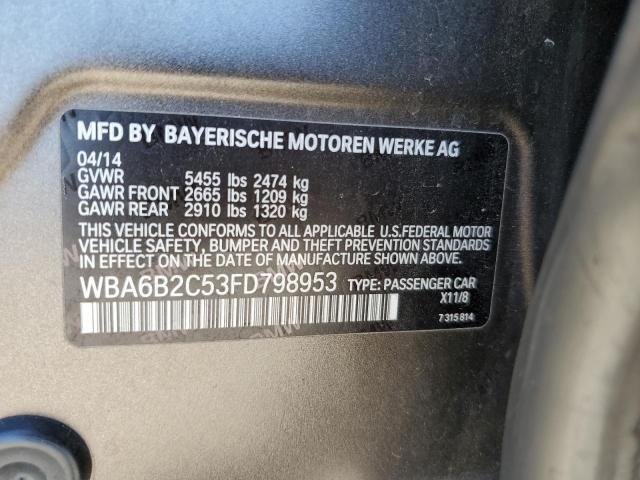 MFD BY BAYERISCHE MOTOREN WERKE AG
04/14
GVWR 5455 lbs 2474 kg
GAWR FRONT 2665 lbs 1209 kg
GAWR REAR 2910 lbs 1320 kg
THIS VEHICLE CONFORMS TO ALL APPLICABLE U.S.FEDERAL MOTOR
VEHICLE SAFETY, BUMPER AND THEFT PREVENTION STANDARDS
IN EFFECT ON THE DATE OF MANUFACTURE SHOWN ABOVE.
WBA6B2C53FD798953 TYPE: PASSENGER CAR
X11/8
7 315 814